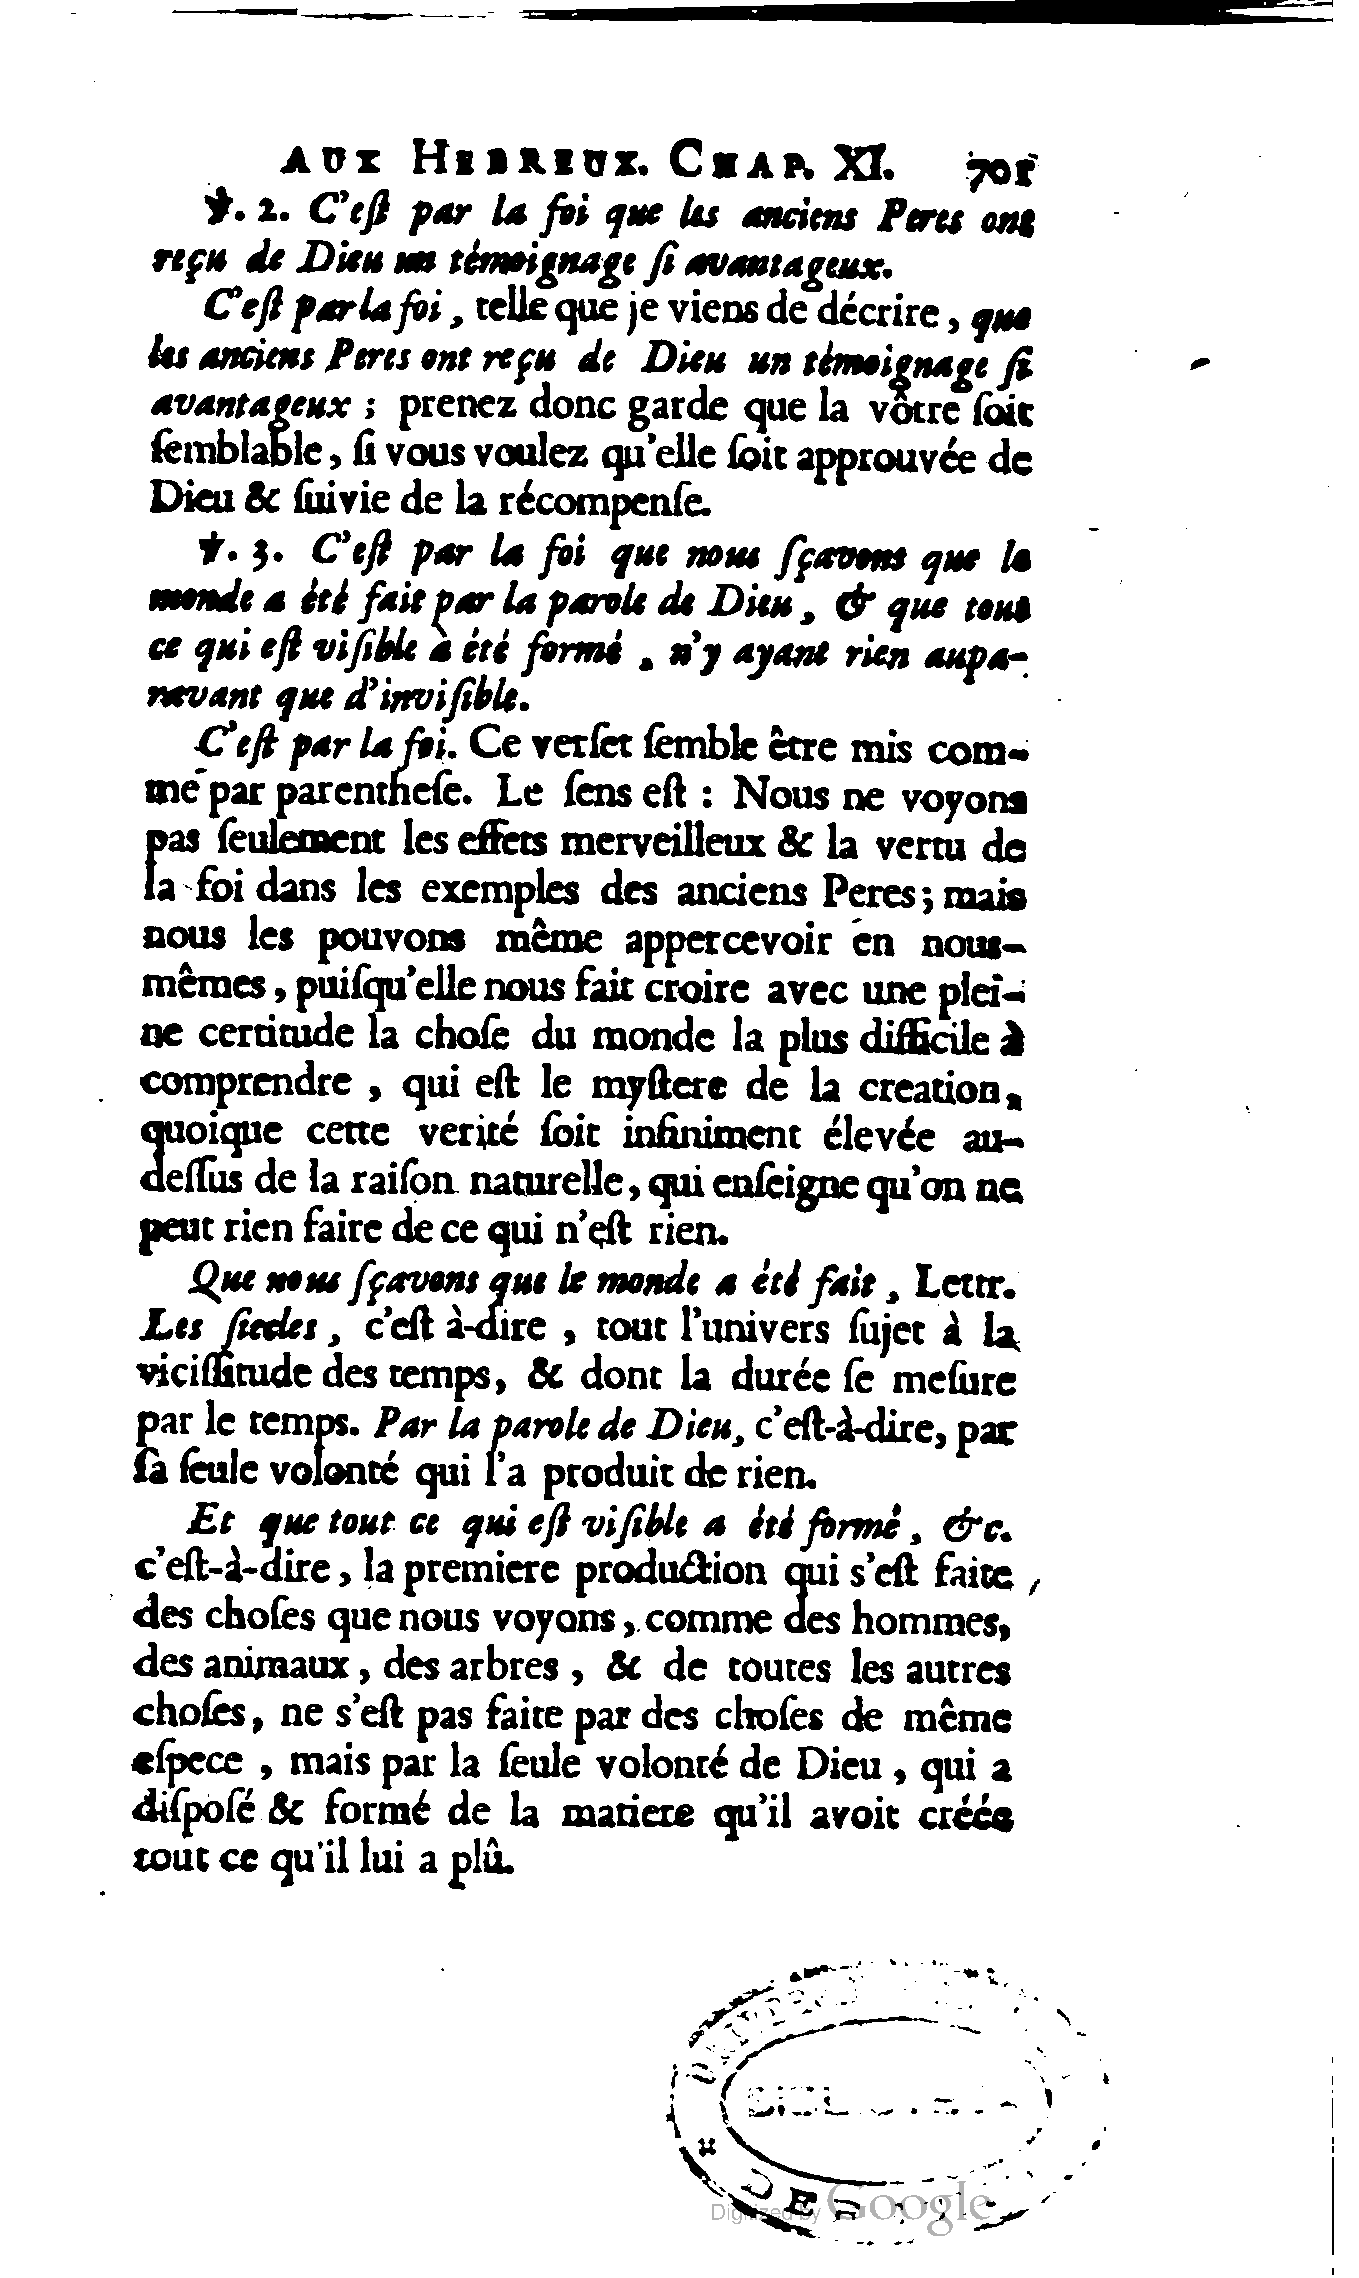 AUX HEBREUX. CHAP. XI. 701
℣. 2. C'eſt par la foi que les anciens Peres ont
reçu de Dieu un témoignage ſi avantageux.
C'eſt par la foi, telle que je viens de décrire, que
les anciens Peres ont reçu de Dieu un témoignage ſi
avantageux ; prenez donc garde que la vôtre ſoit
ſemblable, ſi vous voulez qu'elle ſoit approuvée de
Dieu & ſuivie de la récompenſe.
℣. 3. C'eſt par la foi que nous ſçavons que le
monde a été fait par la parole de Dieu, & que tout
ce qui eſt viſible a été formé, n'y ayant rien aupa-
ravant que d'inviſible.
C'eſt par la foi. Ce verſet ſemble être mis com-
me par parentheſe. Le ſens eſt : Nous ne voyons
pas ſeulement les effets merveilleux & la vertu de
la foi dans les exemples des anciens Peres ; mais
nous les pouvons même appercevoir en nous-
mêmes, puiſqu'elle nous fait croire avec une plei-
ne certitude la choſe du monde la plus difficile à
comprendre, qui eſt le myſtere de la creation,
quoique cette verité ſoit infiniment élevée au-
deſſus de la raiſon naturelle, qui enſeigne qu'on ne
peut rien faire de ce qui n'eſt rien.
Que nous ſçavons que le monde a été fait, Lettr.
Les ſiecles, c'eſt à-dire, tout l'univers ſujet à la
viciſſitude des temps, & dont la durée ſe meſure
par le temps. Par la parole de Dieu, c'eſt-à-dire, par
ſa ſeule volonté qui l'a produit de rien.
Et que tout ce qui eſt viſible a été formé, &c.
c'eſt-à-dire, la premiere production qui s'eſt faite
des choſes que nous voyons, comme des hommes,
des animaux, des arbres, & de toutes les autres
choſes, ne s'eſt pas faite par des choſes de même
eſpece, mais par la ſeule volonté de Dieu, qui a
diſpoſé & formé de la matiere qu'il avoit créée
tout ce qu'il lui a plû.
Digitized by Google